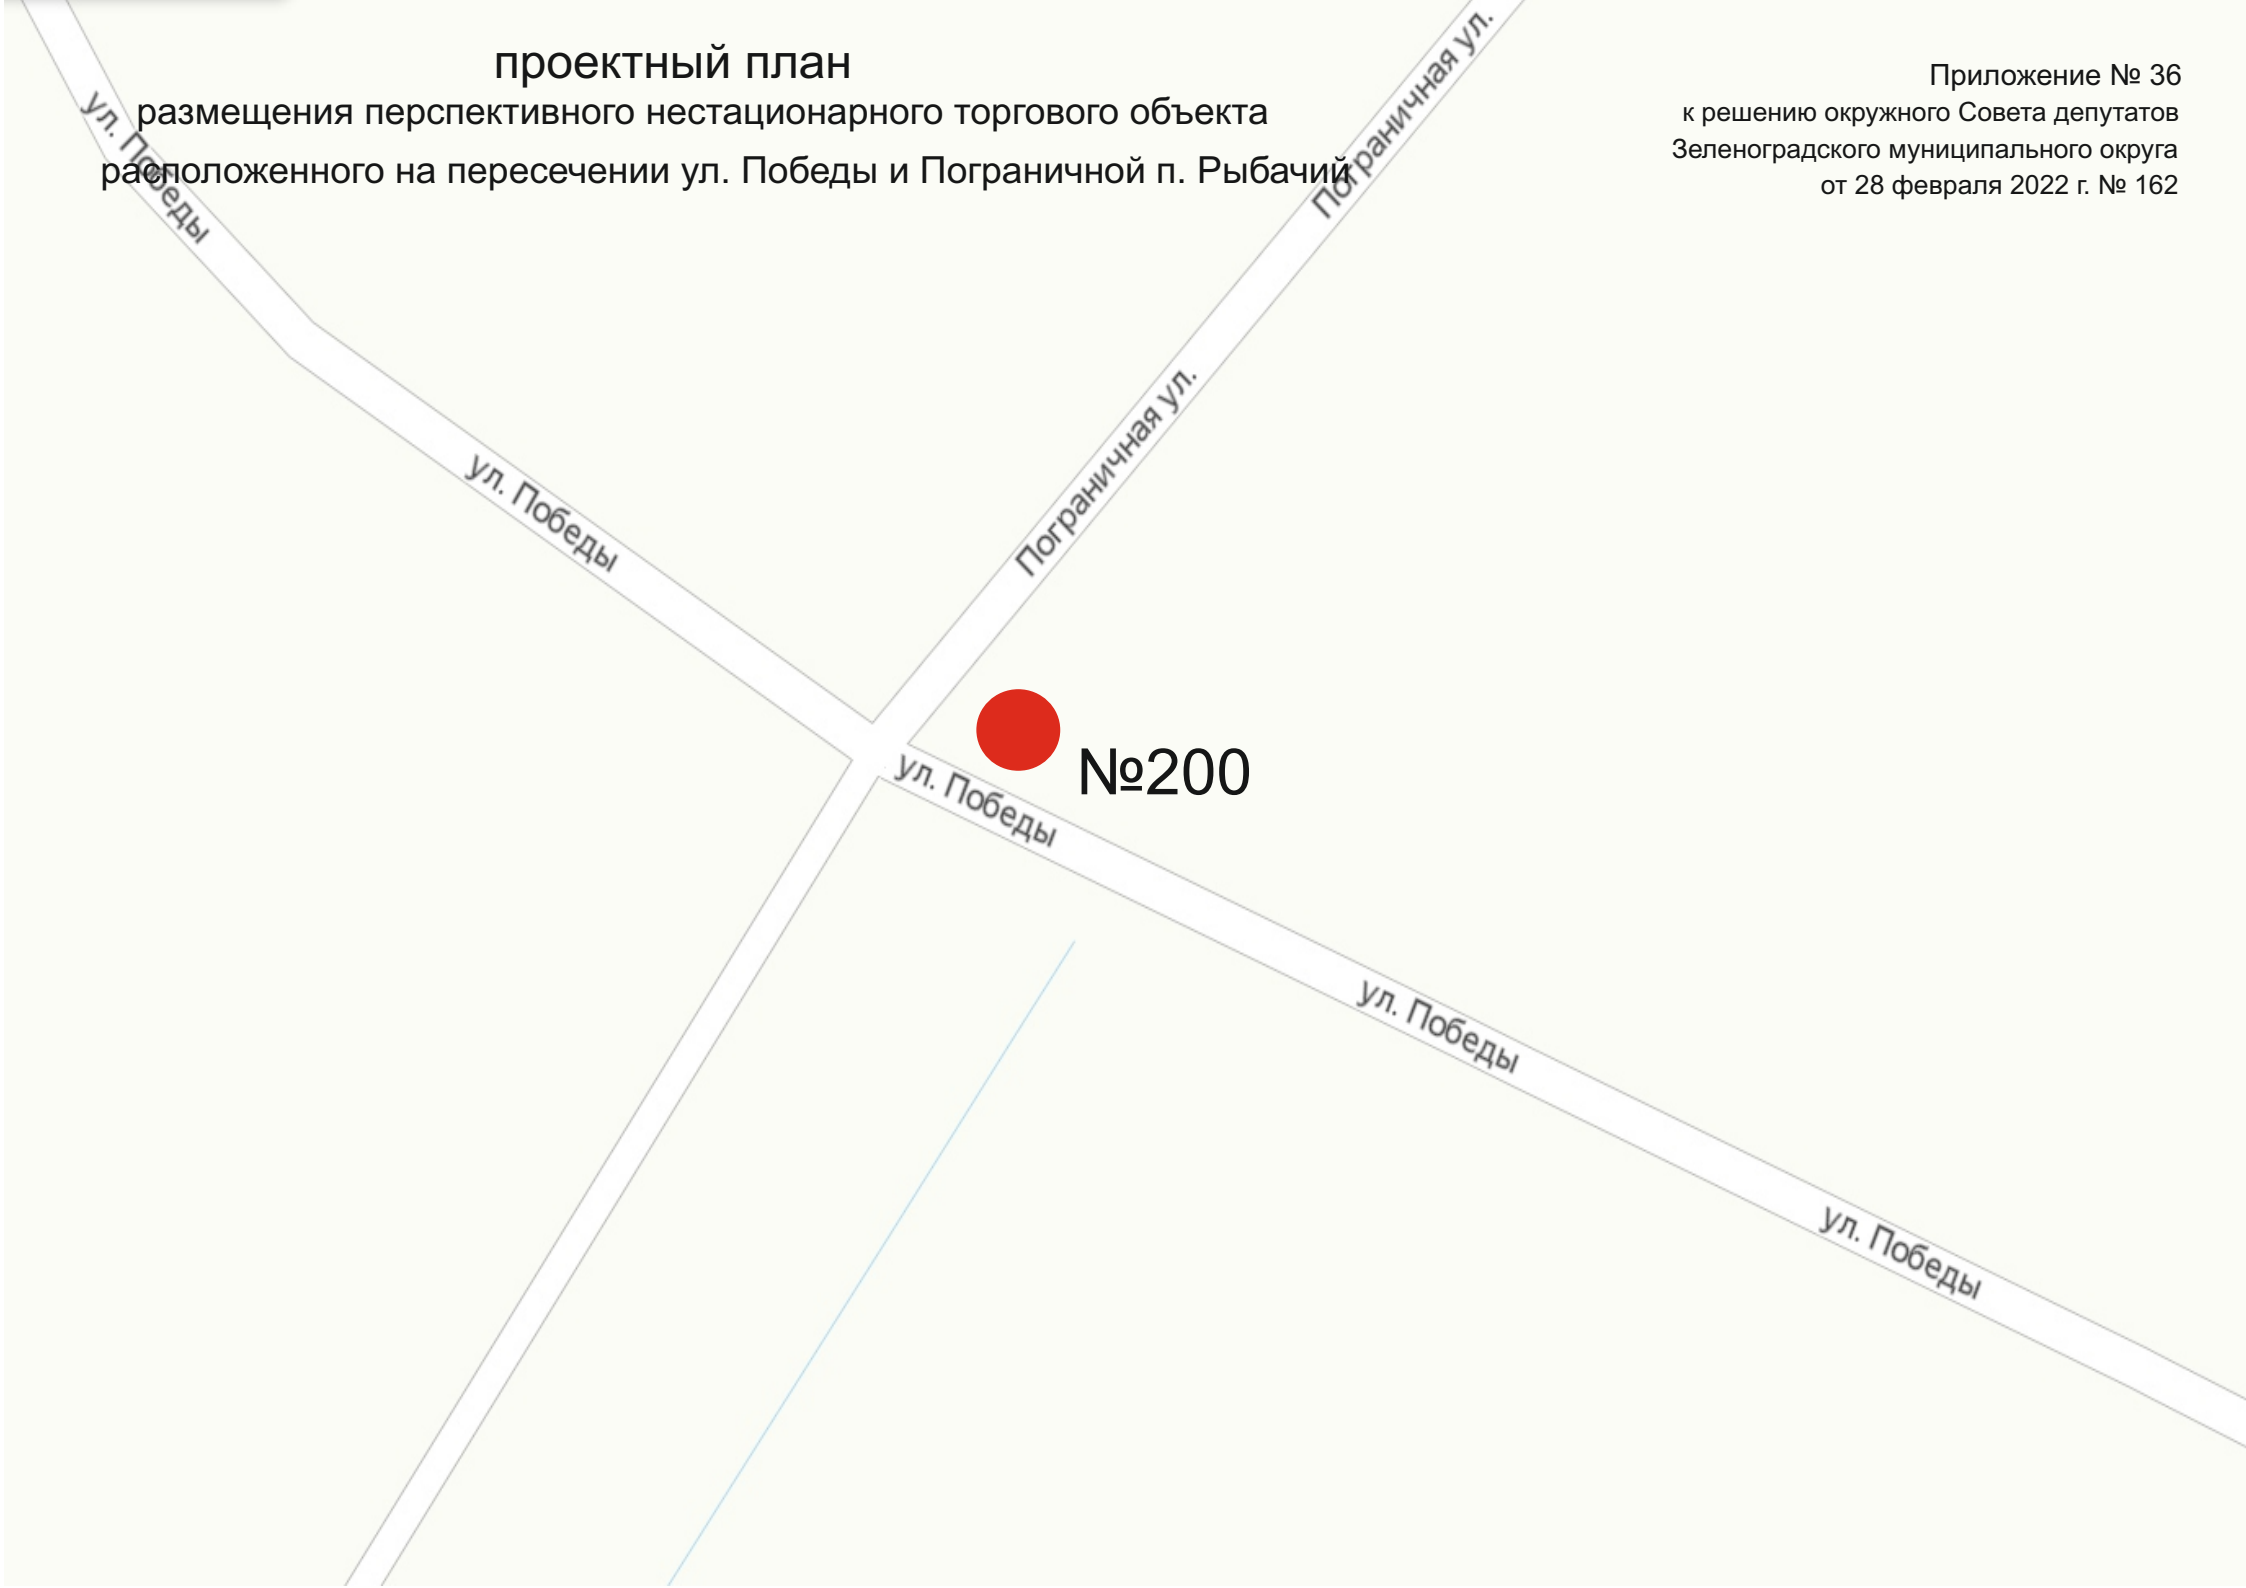 проектный план
размещения перспективного нестационарного торгового объекта
расположенного на пересечении ул. Победы и Пограничной п. Рыбачий
Приложение № 36
к решению окружного Совета депутатов
Зеленоградского муниципального округа
от 28 февраля 2022 г. № 162
ул. Победы
Пограничная ул.
Пограничная ул.
ул. Победы
№200
ул. Победы
ул. Победы
ул. Победы